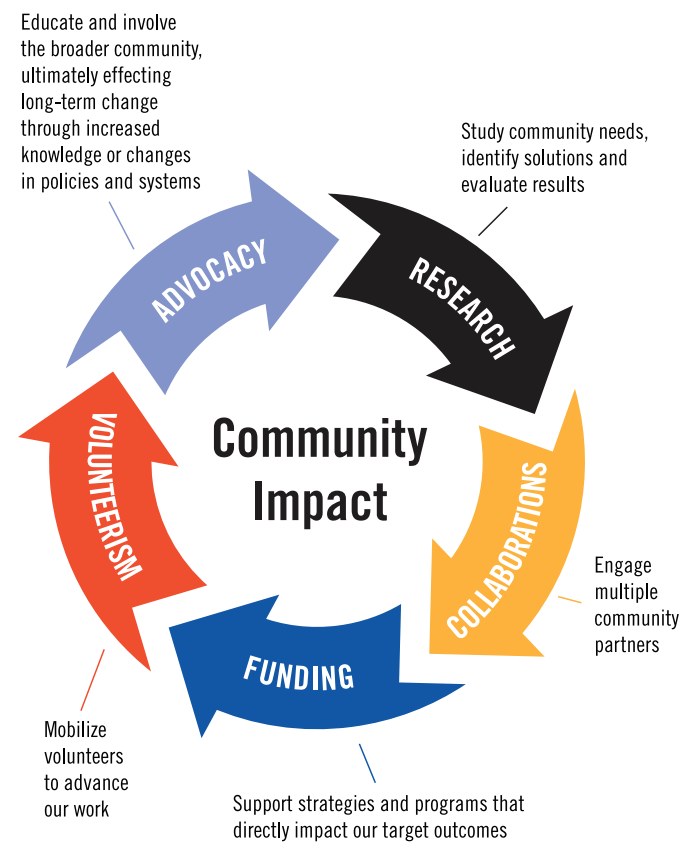 Educate and involve
the broader community,
ultimately effecting
long-term change
through increased
knowledge or changes
in policies and systems
Study community needs,
identify solutions and
evaluate results
ADVOCACY
RESEARCH
Community
Impact
VOLUNTEERISM
COLLABORATIONS
Engage
multiple
community
partners
FUNDING
Mobilize
volunteers
to advance
our work
Support strategies and programs that
directly impact our target outcomes